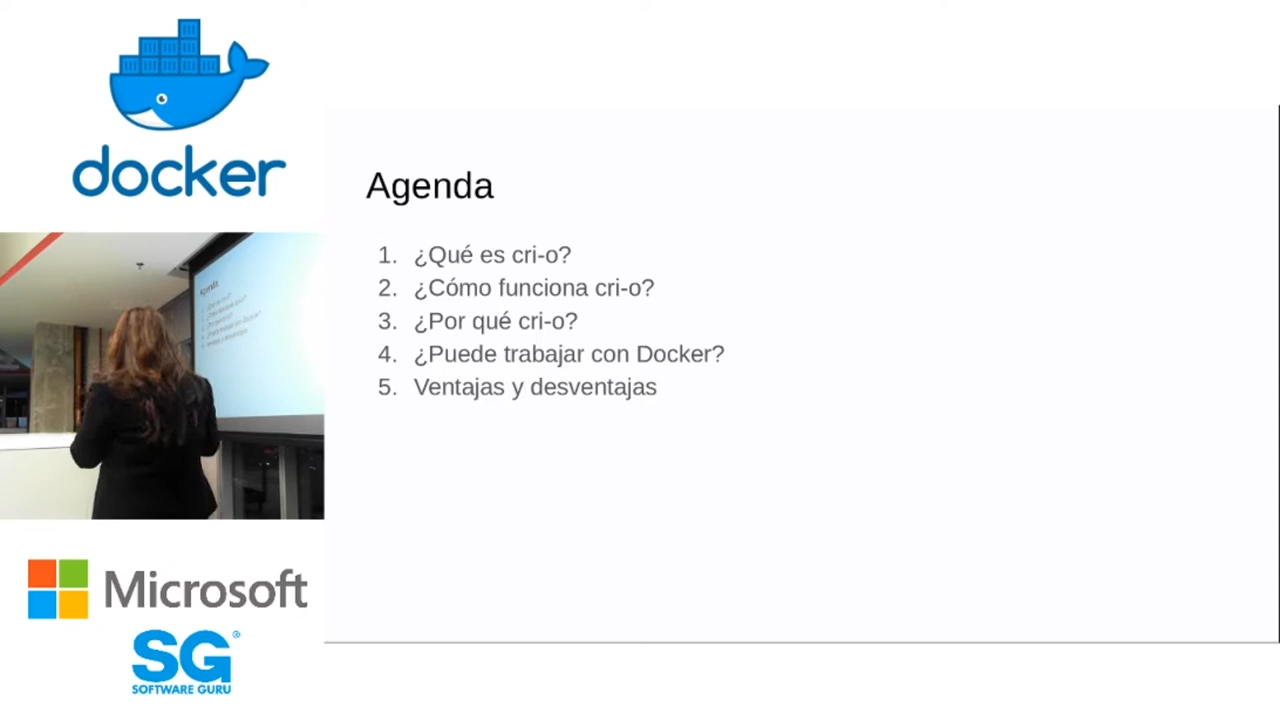 docker
Agenda
1. ¿Qué es cri-o?
2. ¿Cómo funciona cri-o?
3. ¿Por qué cri-o?
4. ¿Puede trabajar con Docker?
5. Ventajas y desventajas
Microsoft
SG®
SOFTWARE GURU